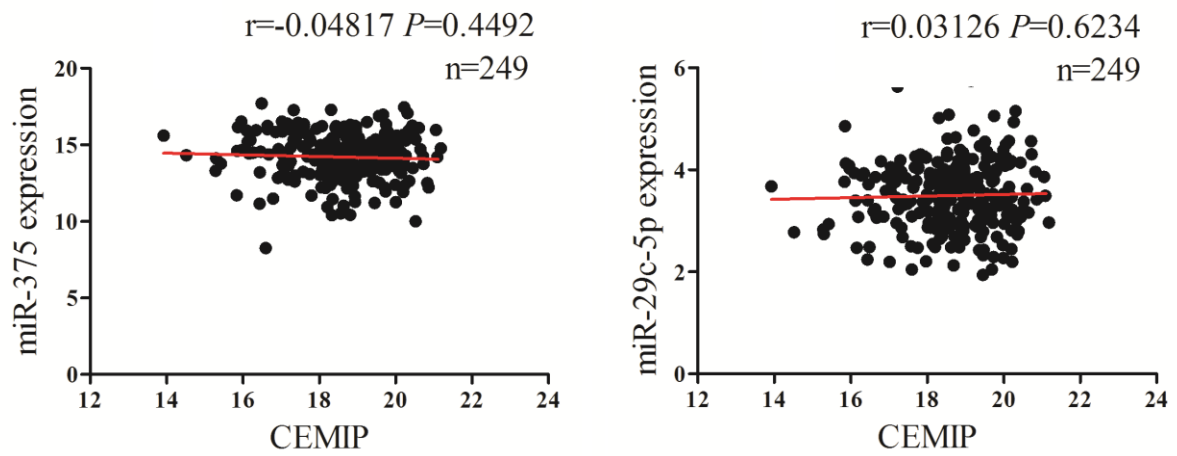 r=-0.04817 P=0.4492
n=249
miR-375 expression
20
15
10
5
0
12 14 16 18 20 22 24
CEMIP
r=0.03126 P=0.6234
n=249
miR-29c-5p expression
6
4
2
0
12 14 16 18 20 22 24
CEMIP